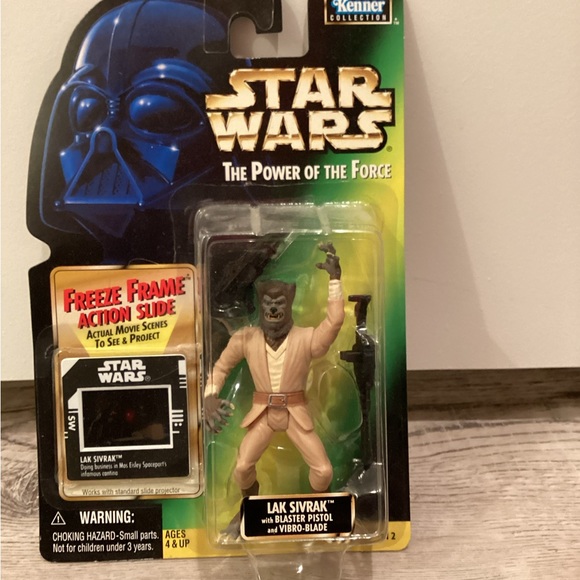 Kenner
COLLECTION
STAR
WARS
THE POWER OF THE FORCE
FREEZE FRAME™
ACTION SLIDE
ACTUAL MOVIE SCENES
TO SEE & PROJECT
STAR
WARS
SW
LAK SIVRAK™
Doing business in Mos Eisley Spaceport's
infamous cantina
Works with standard slide projector
⚠ WARNING:
CHOKING HAZARD-Small parts.
Not for children under 3 years.
AGES
4 & UP
LAK SIVRAK™
with BLASTER PISTOL
and VIBRO-BLADE